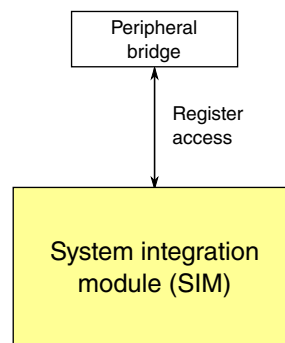 Peripheral
bridge
Register
access
System integration
module (SIM)